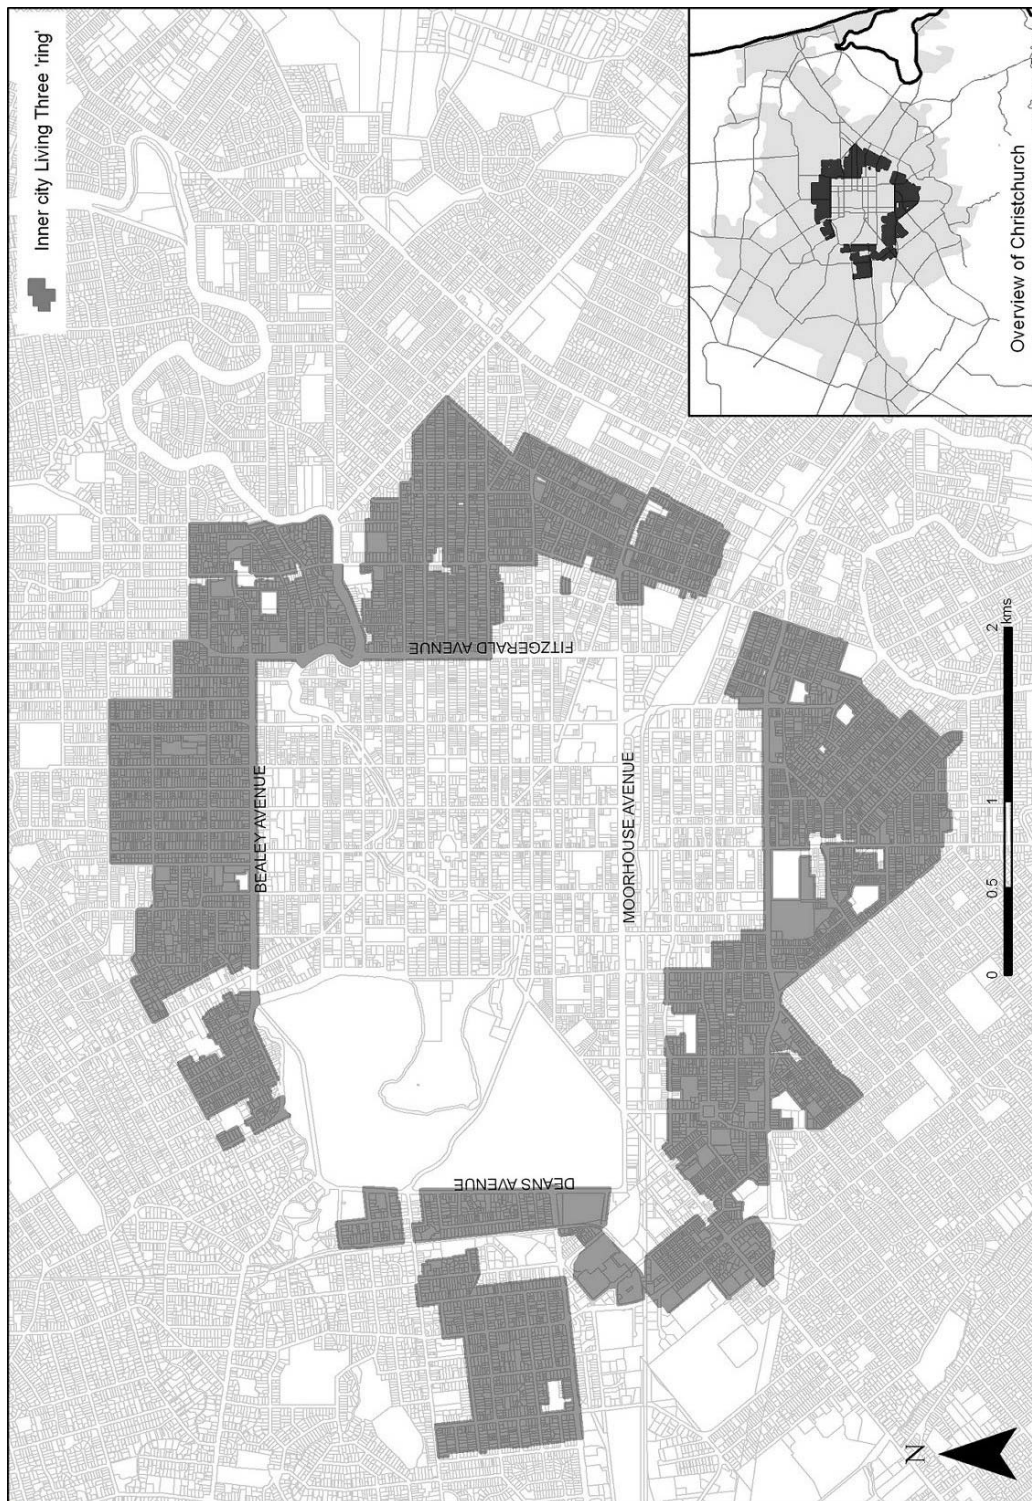 Inner city Living Three 'ring'
BEALEY AVENUE
FITZGERALD AVENUE
MOORHOUSE AVENUE
DEANS AVENUE
N
0 0.5 1 2
kms
Overview of Christchurch